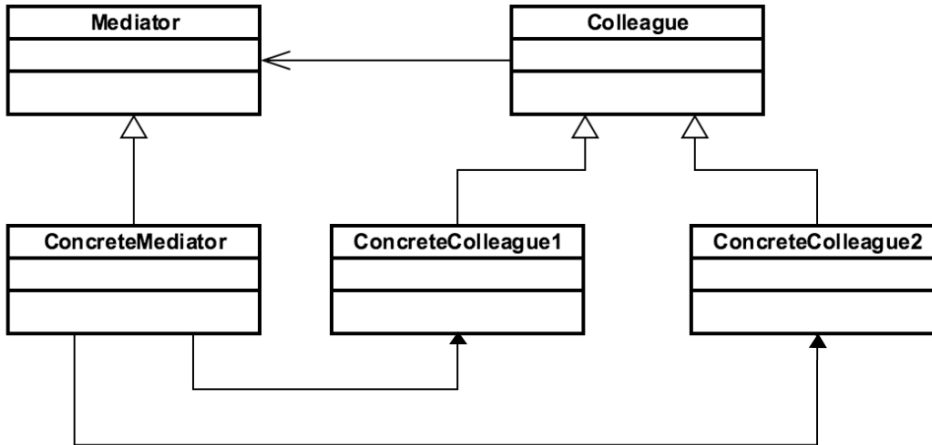 Mediator
Colleague
ConcreteMediator
ConcreteColleague1
ConcreteColleague2